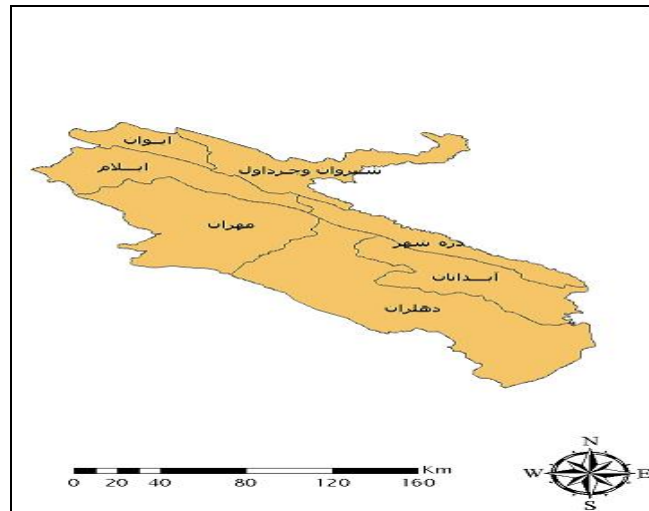 ایوان
ایلام
شیروان وچرداول
مهران
دره شهر
آبدانان
دهلران
Km
0 20 40 80 120 160
N
W E
S